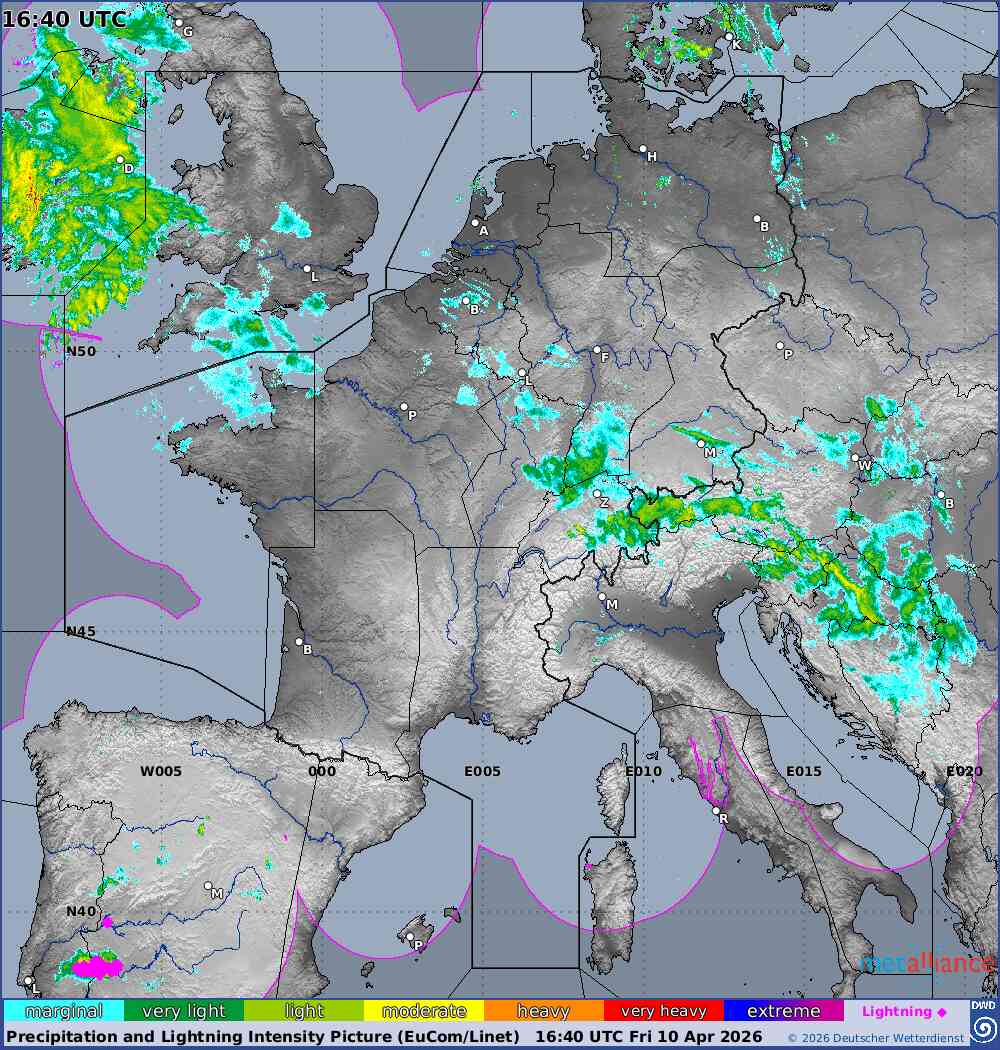 16:40 UTC
G
K
D
H
A
B
L
B
N50
F
P
L
P
M
W
Z
B
M
N45
B
W005
000
E005
E010
E015
E020
R
M
N40
P
L
metalliance
marginal very light light moderate heavy very heavy extreme Lightning ◆
DWD
Precipitation and Lightning Intensity Picture (EuCom/Linet) 16:40 UTC Fri 10 Apr 2026 © 2026 Deutscher Wetterdienst